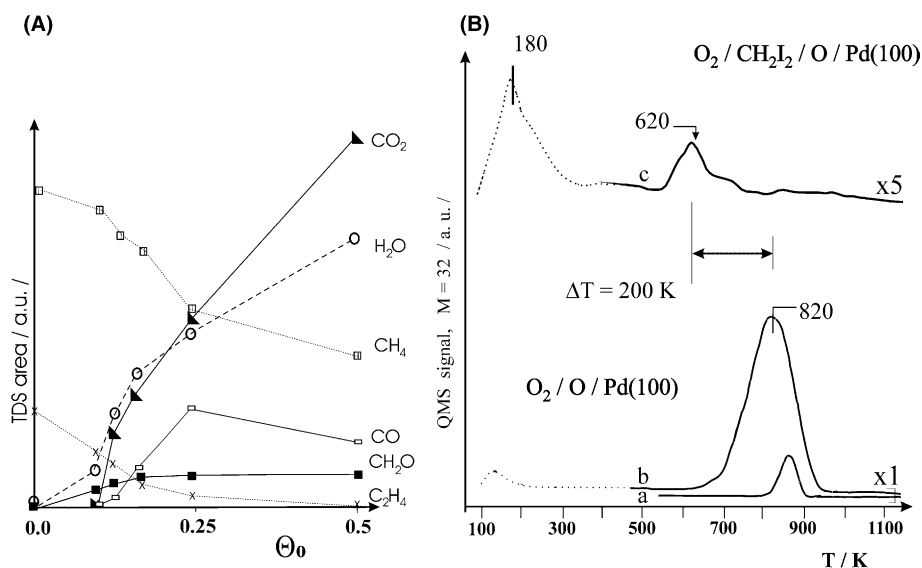 (A)
TDS area / a.u. /
CO₂
H₂O
CH₄
CO
CH₂O
C₂H₄
0.0
0.25
0.5
Θo
(B)
QMS signal, M = 32 / a. u. /
180
O₂ / CH₂I₂ / O / Pd(100)
620
c
x5
ΔT = 200 K
820
O₂ / O / Pd(100)
b
a
x1
100 300 500 700 900 1100
T / K